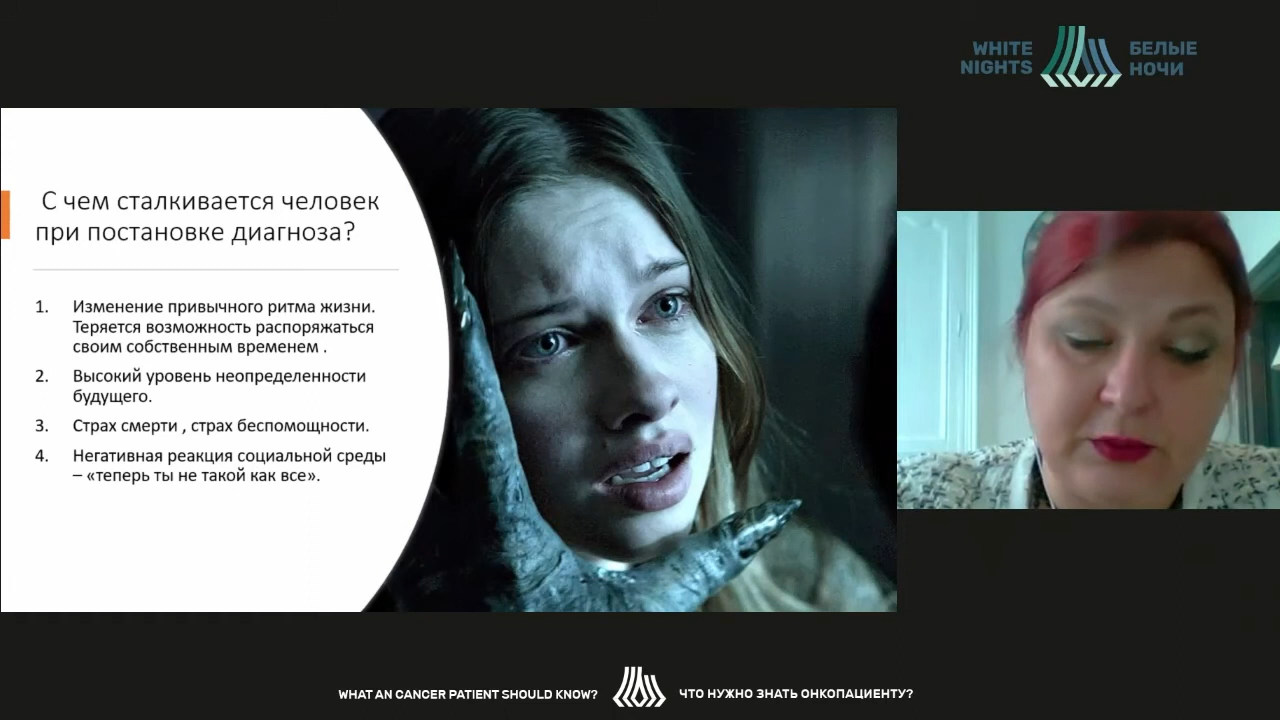 WHITE
NIGHTS
БЕЛЫЕ
НОЧИ
С чем сталкивается человек
при постановке диагноза?
1. Изменение привычного ритма жизни.
Теряется возможность распоряжаться
своим собственным временем .
2. Высокий уровень неопределенности
будущего.
3. Страх смерти , страх беспомощности.
4. Негативная реакция социальной среды
– «теперь ты не такой как все».
WHAT AN CANCER PATIENT SHOULD KNOW?
ЧТО НУЖНО ЗНАТЬ ОНКОПАЦИЕНТУ?